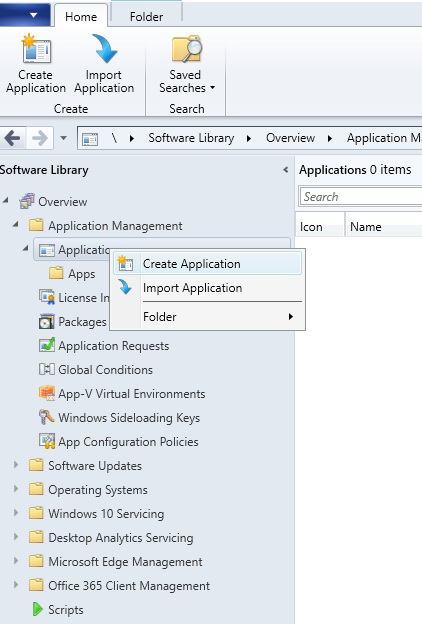 Home Folder
Create Application
Import Application
Saved Searches
Create
Search
\ Software Library Overview Application
Software Library
Applications 0 items
Search
Icon Name
Overview
Application Management
Apps
License
Packages
Application Requests
Global Conditions
App-V Virtual Environments
Windows Sideloading Keys
App Configuration Policies
Software Updates
Operating Systems
Windows 10 Servicing
Desktop Analytics Servicing
Microsoft Edge Management
Office 365 Client Management
Scripts
Create Application
Import Application
Folder